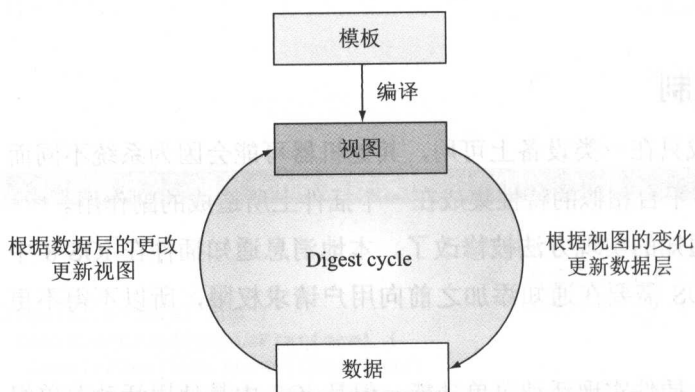 模板
编译
视图
根据数据层的更改
更新视图
Digest cycle
根据视图的变化
更新数据层
数据